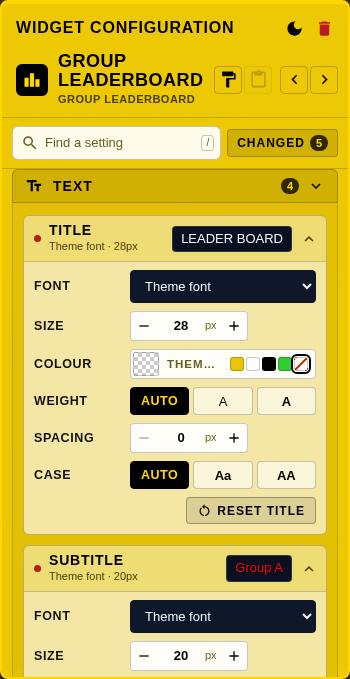 WIDGET CONFIGURATION
GROUP
LEADERBOARD
GROUP LEADERBOARD
Find a setting /
CHANGED 5
TEXT 4
TITLE
Theme font · 28px
LEADER BOARD
FONT Theme font
SIZE 28 px
COLOUR THEM...
WEIGHT AUTO A A
SPACING 0 px
CASE AUTO Aa AA
RESET TITLE
SUBTITLE
Theme font · 20px
Group A
FONT Theme font
SIZE 20 px